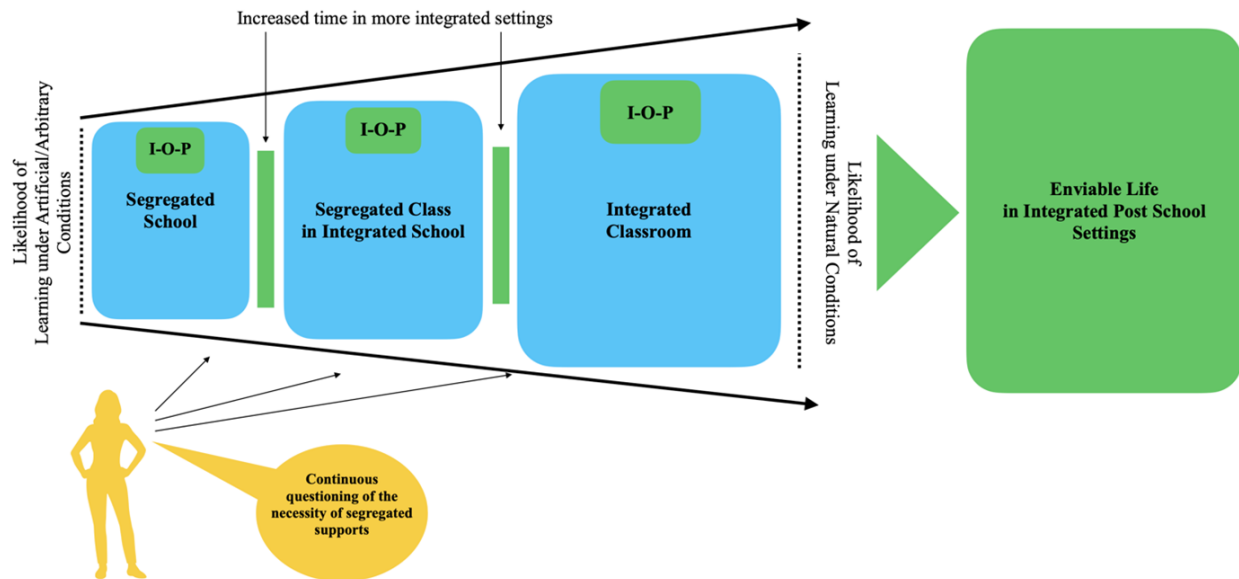 Increased time in more integrated settings
Likelihood of
Learning under Artificial/Arbitrary
Conditions
I-O-P
Segregated
School
I-O-P
Segregated Class
in Integrated School
I-O-P
Integrated
Classroom
Likelihood of
Learning under Natural Conditions
Enviable Life
in Integrated Post School
Settings
Continuous
questioning of the
necessity of segregated
supports